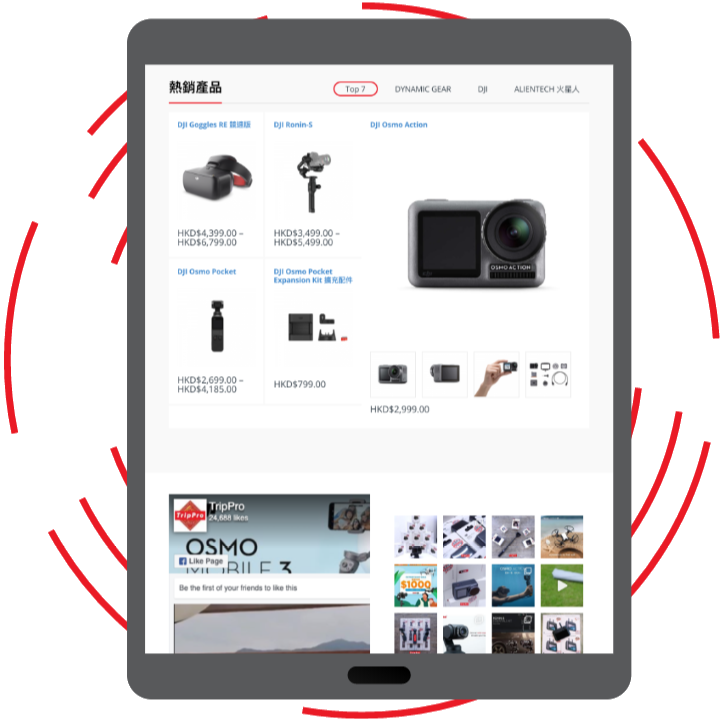 熱銷產品
Top 7
DYNAMIC GEAR
DJI
ALIENTECH 火星人
DJI Goggles RE 競速版
DJI Ronin-S
DJI Osmo Action
HKD$4,399.00 –
HKD$6,799.00
HKD$3,499.00 –
HKD$5,499.00
OSMO ACTION
DJI Osmo Pocket
DJI Osmo Pocket
Expansion Kit 擴充配件
HKD$2,699.00 –
HKD$4,185.00
HKD$799.00
HKD$2,999.00
TripPro
TripPro
24,688 likes
OSMO
MOBILE 3
Like Page
Be the first of your friends to like this
$1000